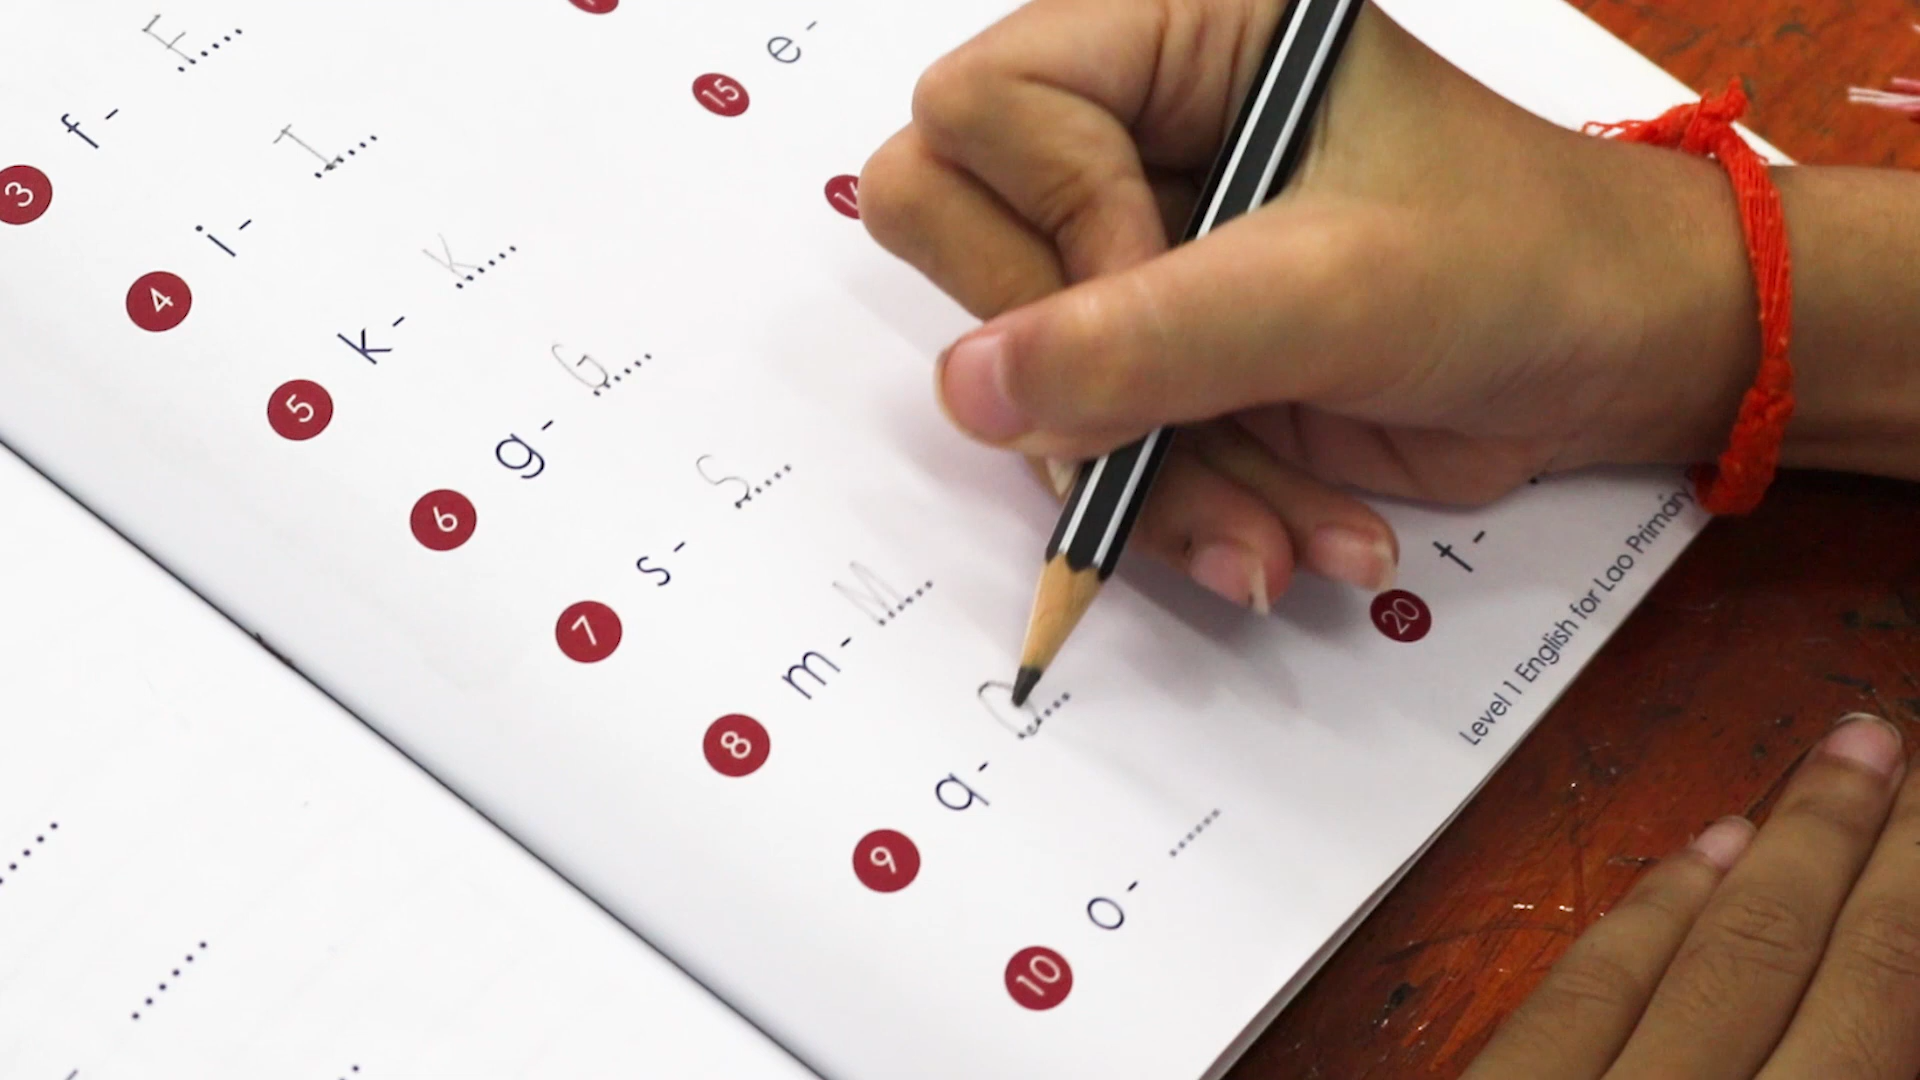 3 f - F.....
4 i - I.....
5 k - K.....
6 g - G.....
7 s - S.....
8 m - M.....
9 q - .....
10 o - .....
15 e -
20 t -
Level 1 English for Lao Primary